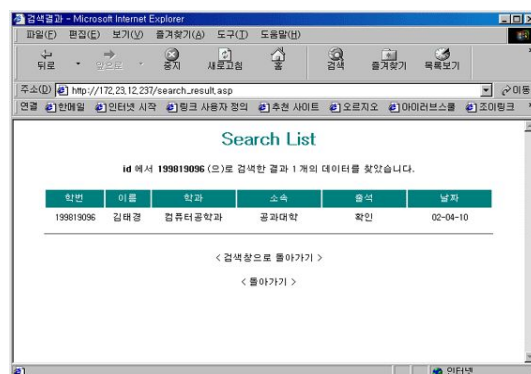 검색결과 - Microsoft Internet Explorer
파일(F) 편집(E) 보기(V) 즐겨찾기(A) 도구(T) 도움말(H)
뒤로 앞으로 중지 새로고침 홈 검색 즐겨찾기 목록보기
주소(D) http://172.23.12.237/search_result.asp 이동
연결 한메일 인터넷 시작 링크 사용자 정의 추천 사이트 오르지오 아이러브스쿨 조이링크
Search List
id 에서 199819096 (으)로 검색한 결과 1 개의 데이터를 찾았습니다.
학번 이름 학과 소속 출석 날짜
199819096 김태경 컴퓨터공학과 공과대학 확인 02-04-10
< 검색창으로 돌아가기 >
< 돌아가기 >
인터넷